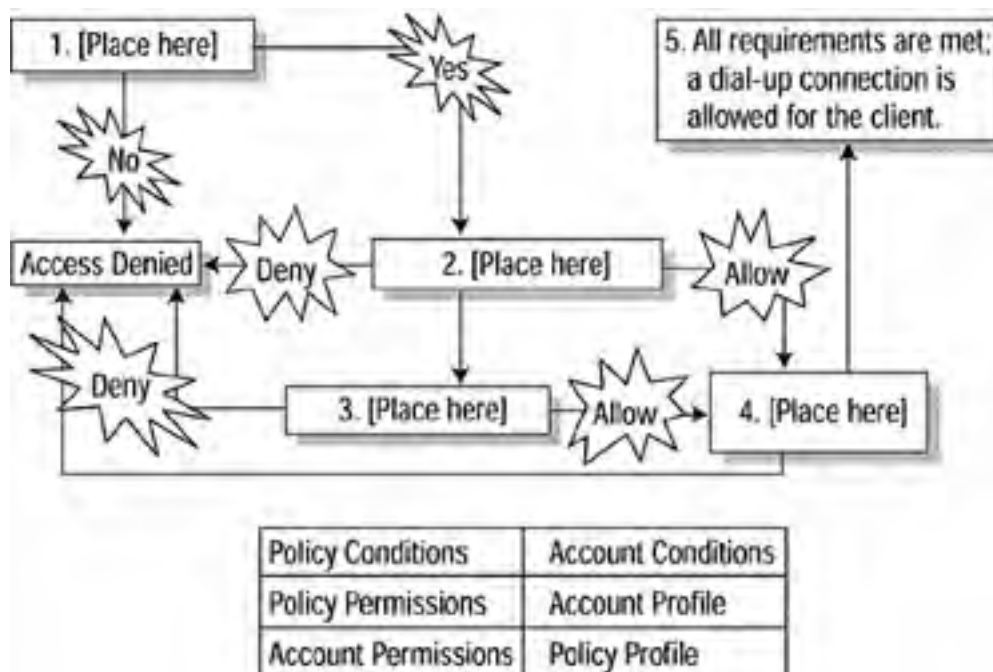 1. [Place here]
Yes
5. All requirements are met;
a dial-up connection is
allowed for the client.
No
Access Denied
Deny
2. [Place here]
Allow
Deny
3. [Place here]
Allow
4. [Place here]
Policy Conditions
Account Conditions
Policy Permissions
Account Profile
Account Permissions
Policy Profile